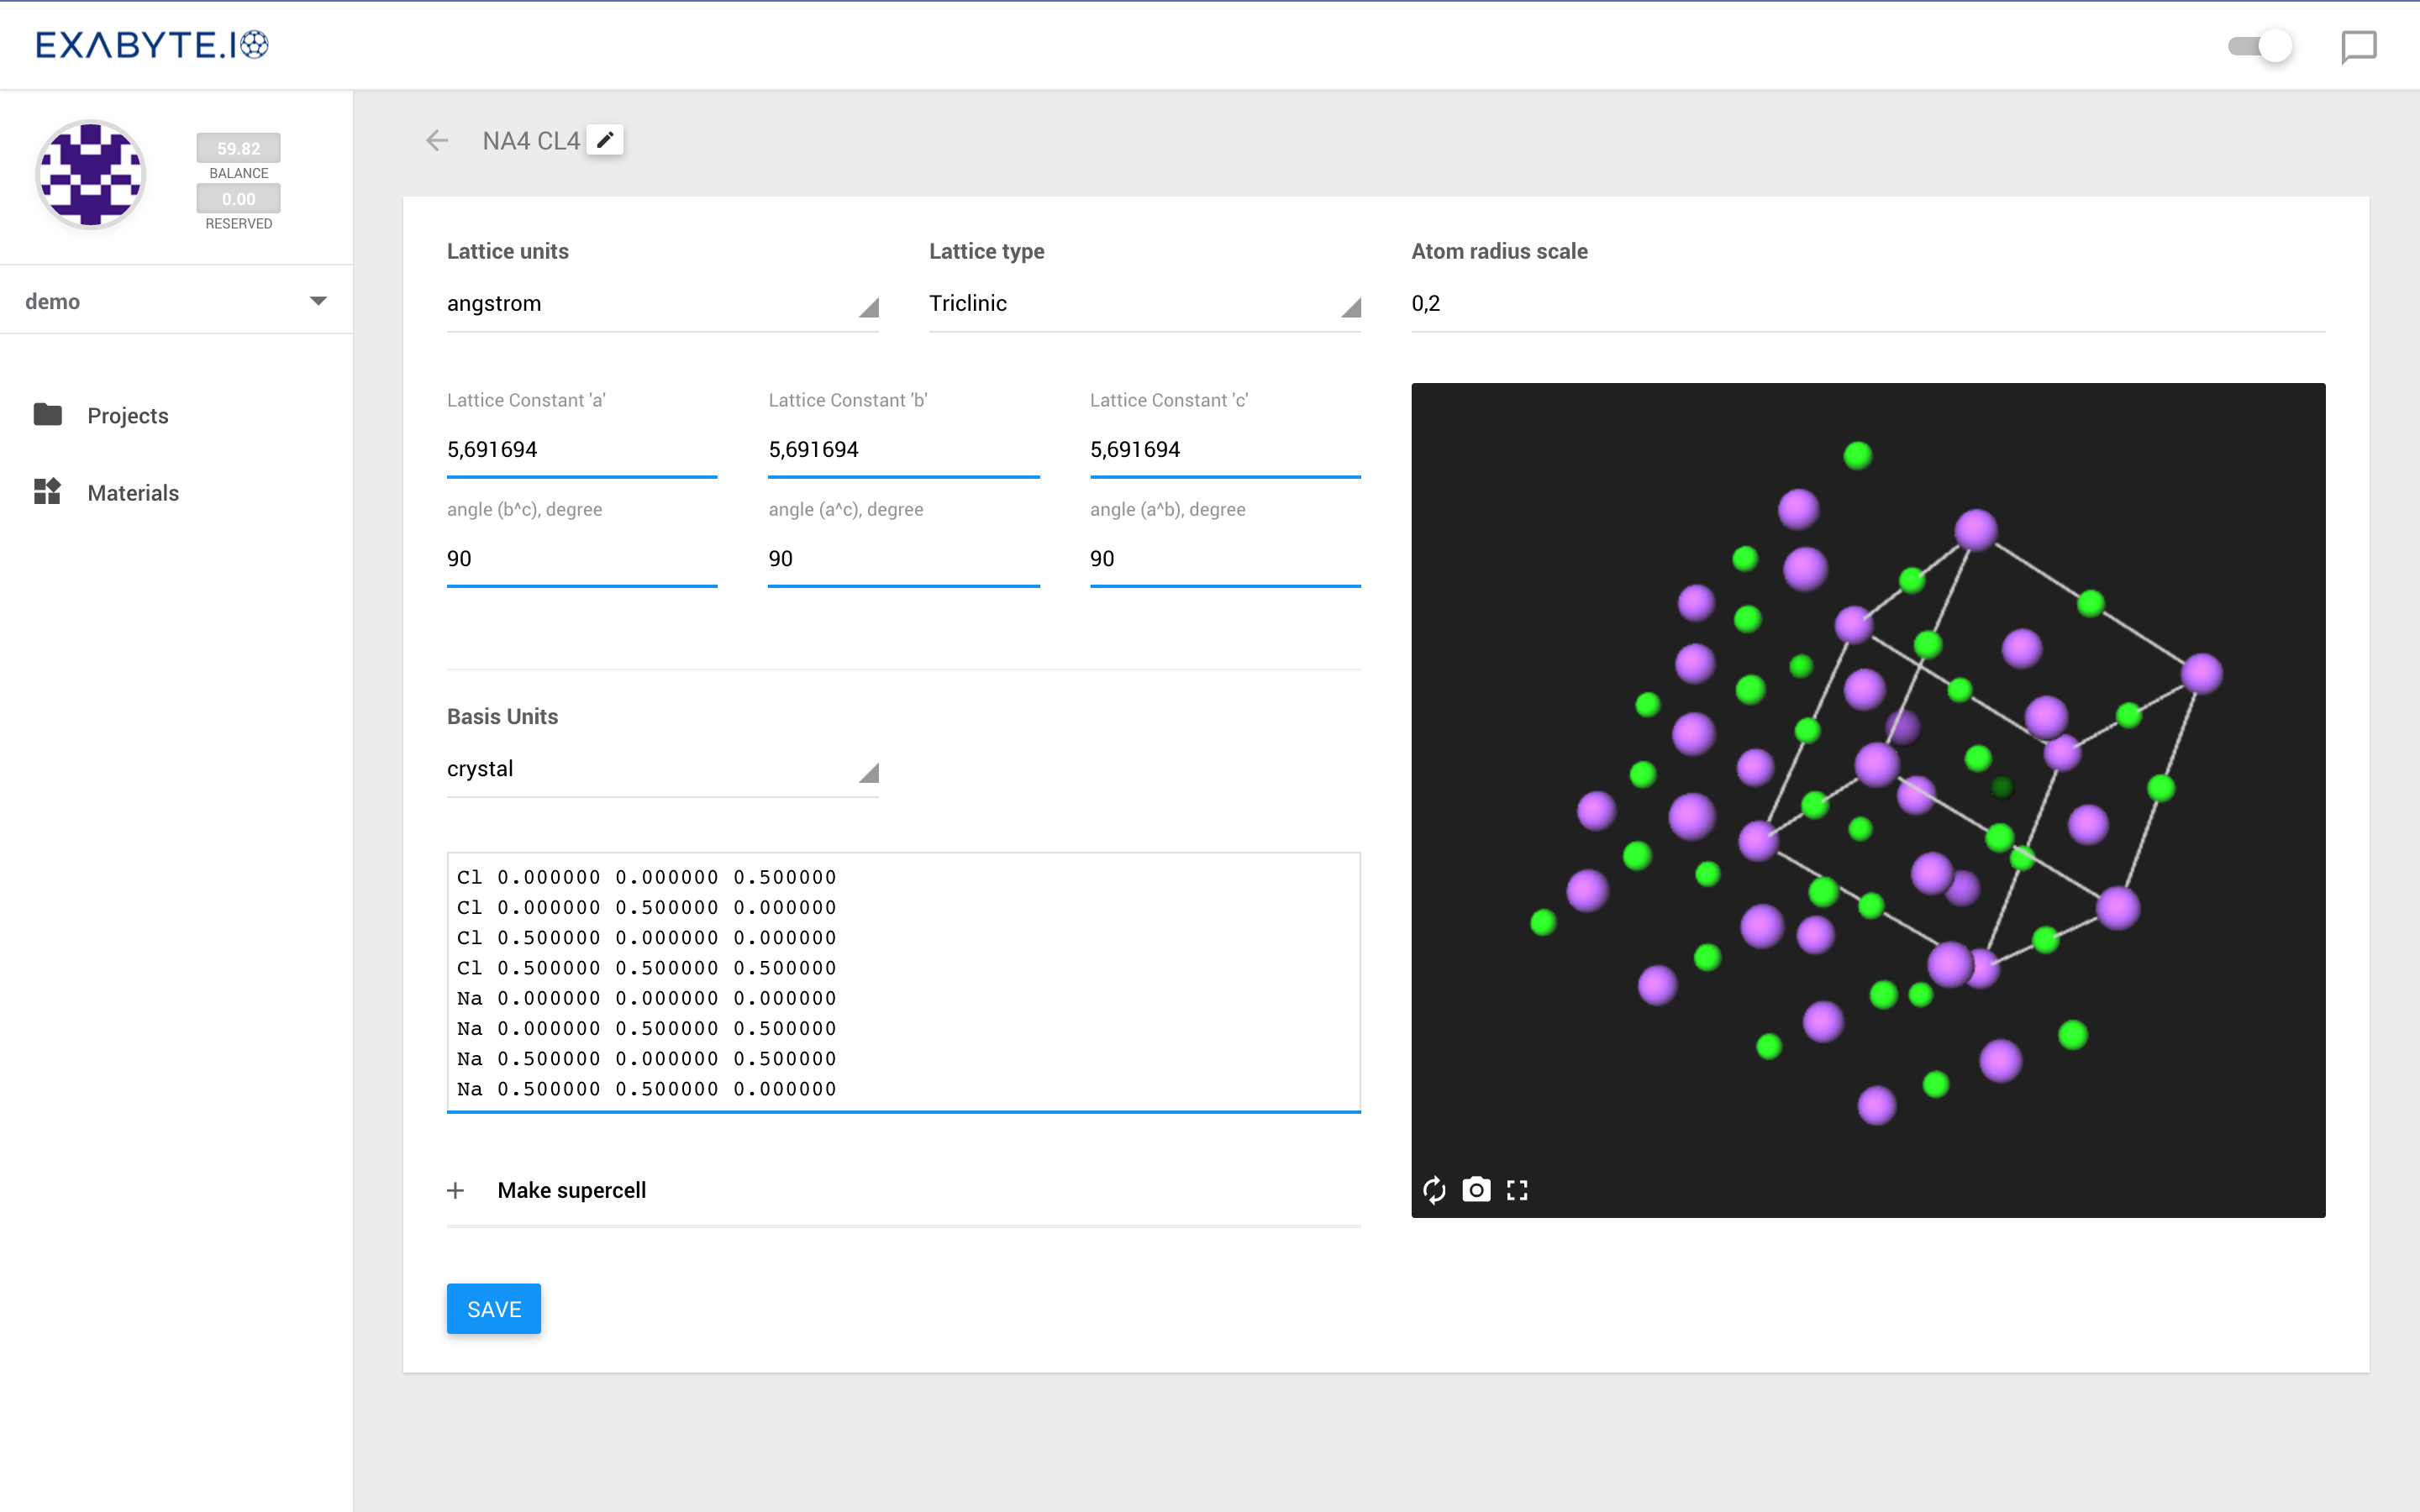 EXABYTE.IO
59.82
BALANCE
0.00
RESERVED
demo
Projects
Materials
NA4 CL4
Lattice units
Lattice type
Atom radius scale
angstrom
Triclinic
0,2
Lattice Constant 'a'
Lattice Constant 'b'
Lattice Constant 'c'
5,691694
5,691694
5,691694
angle (b^c), degree
angle (a^c), degree
angle (a^b), degree
90
90
90
Basis Units
crystal
Cl 0.000000 0.000000 0.500000
Cl 0.000000 0.500000 0.000000
Cl 0.500000 0.000000 0.000000
Cl 0.500000 0.500000 0.500000
Na 0.000000 0.000000 0.000000
Na 0.000000 0.500000 0.500000
Na 0.500000 0.000000 0.500000
Na 0.500000 0.500000 0.000000
+ Make supercell
SAVE